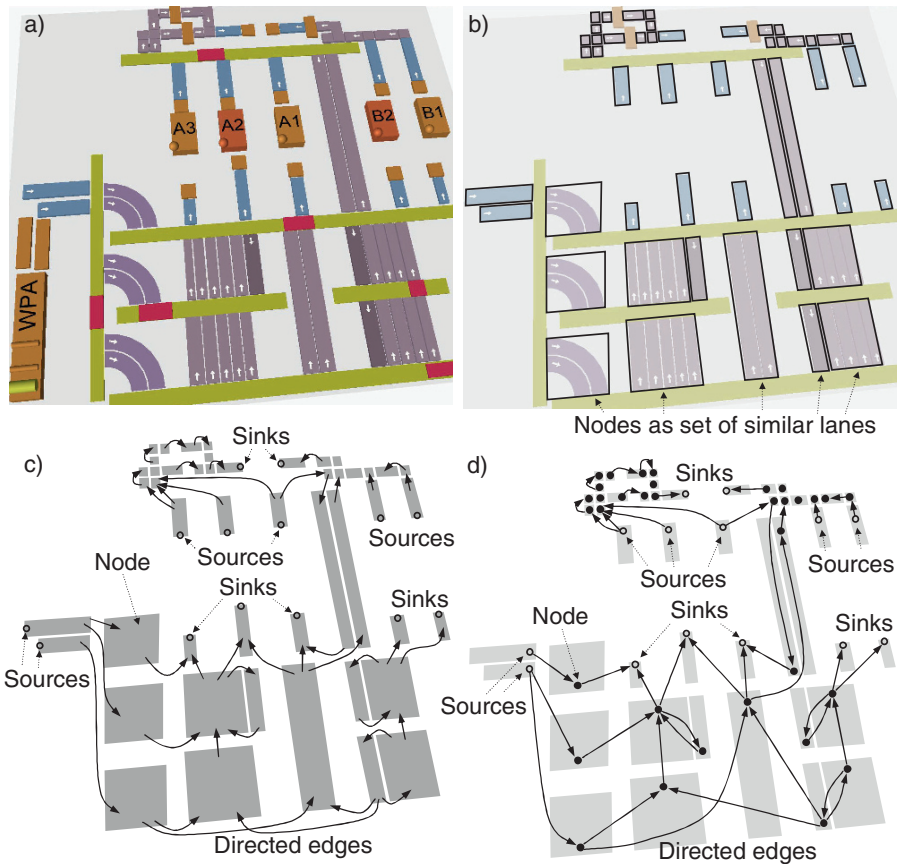 a)
A3
A2
A1
B2
B1
WPA
b)
Nodes as set of similar lanes
c)
Sinks
Sources
Sources
Node
Sinks
Sinks
Sources
Directed edges
d)
Sinks
Sources
Sources
Node
Sinks
Sinks
Sources
Directed edges